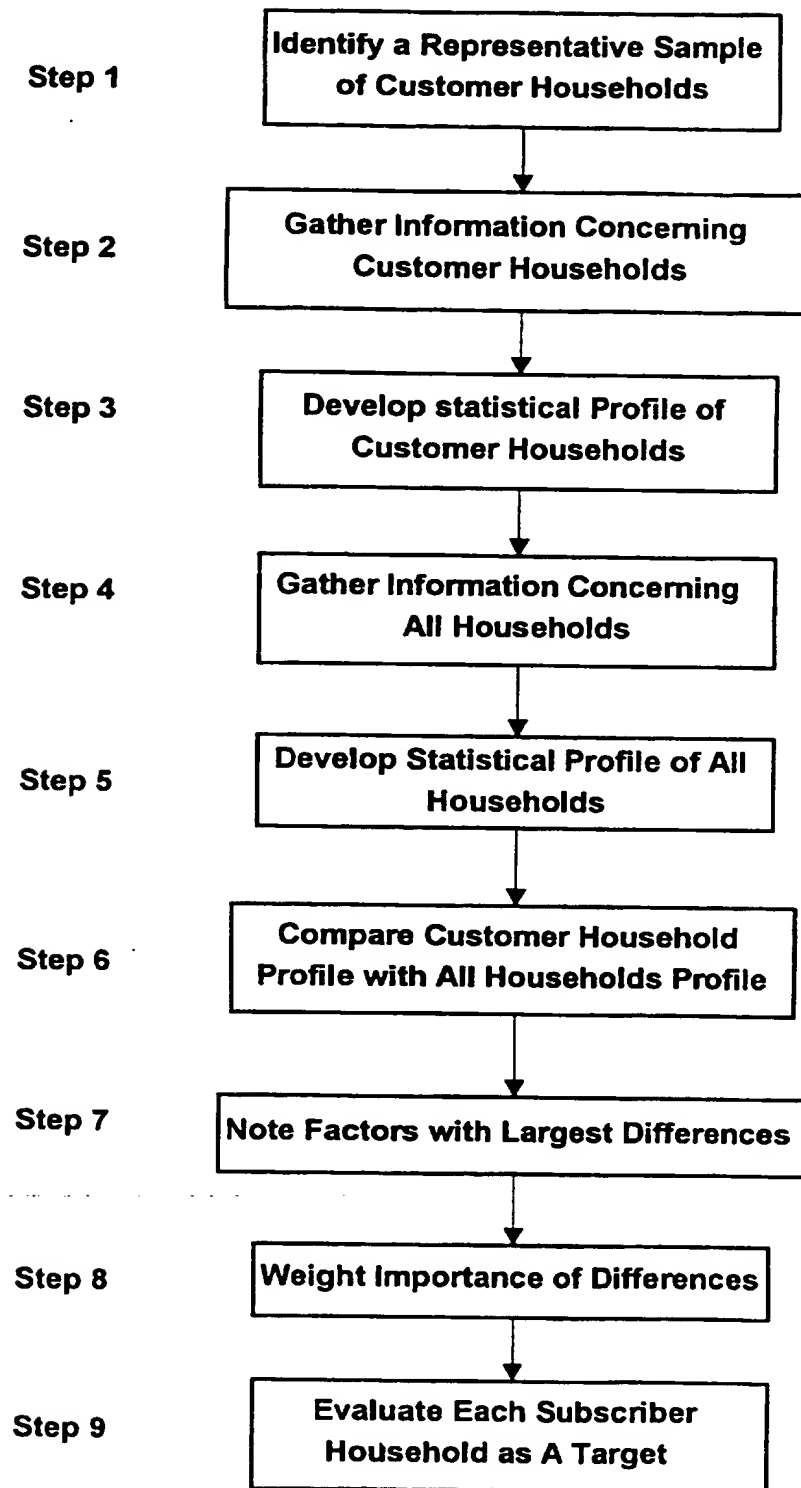 Step 1
Identify a Representative Sample
of Customer Households
Step 2
Gather Information Concerning
Customer Households
Step 3
Develop statistical Profile of
Customer Households
Step 4
Gather Information Concerning
All Households
Step 5
Develop Statistical Profile of All
Households
Step 6
Compare Customer Household
Profile with All Households Profile
Step 7
Note Factors with Largest Differences
Step 8
Weight Importance of Differences
Step 9
Evaluate Each Subscriber
Household as A Target